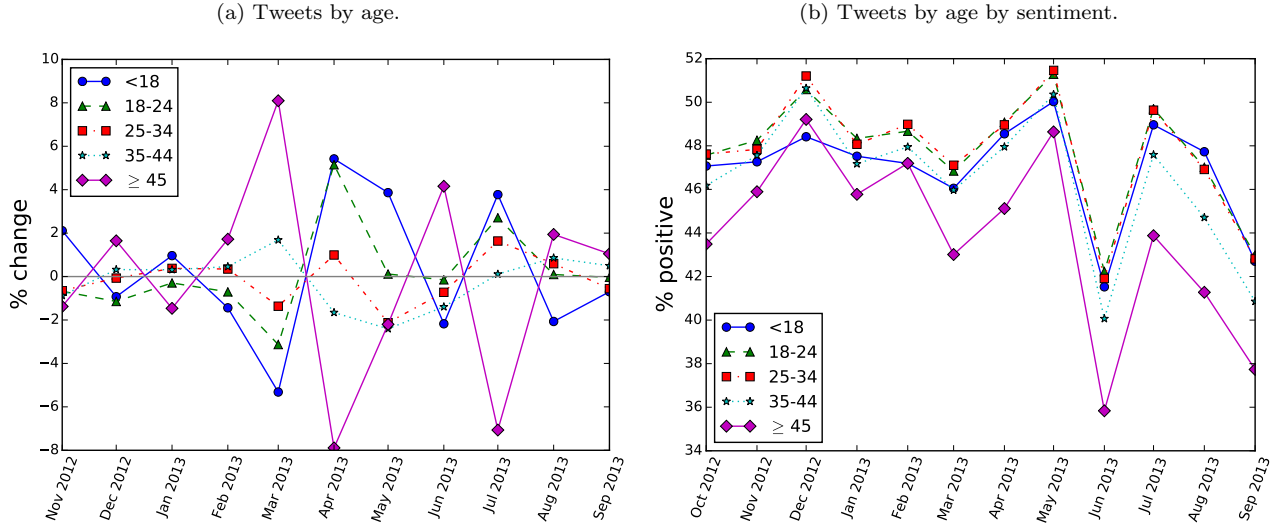 (a) Tweets by age.
10
8
6
4
2
0
−2
−4
−6
−8
% change
<18
18-24
25-34
35-44
≥ 45
Nov 2012
Dec 2012
Jan 2013
Feb 2013
Mar 2013
Apr 2013
May 2013
Jun 2013
Jul 2013
Aug 2013
Sep 2013
(b) Tweets by age by sentiment.
52
50
48
46
44
42
40
38
36
34
% positive
<18
18-24
25-34
35-44
≥ 45
Oct 2012
Nov 2012
Dec 2012
Jan 2013
Feb 2013
Mar 2013
Apr 2013
May 2013
Jun 2013
Jul 2013
Aug 2013
Sep 2013